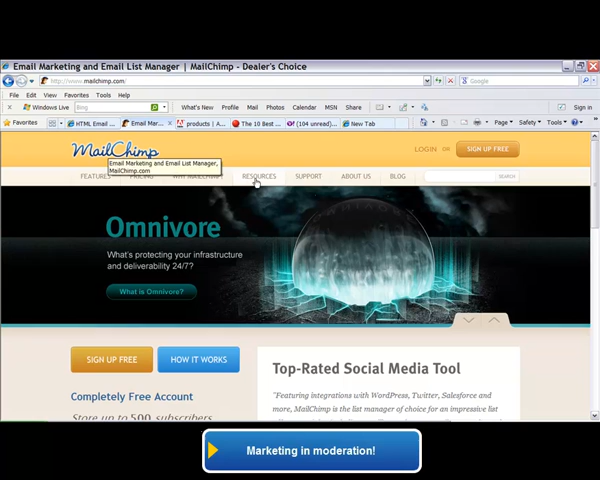 Email Marketing and Email List Manager | MailChimp - Dealer's Choice
http://www.mailchimp.com/
Google
File Edit View Favorites Tools Help
Windows Live Bing What's New Profile Mail Photos Calendar MSN Share Sign in
Favorites HTML Email ... Email Mar... products | A... The 10 Best ... (104 unread) ... New Tab Page Safety Tools
MailChimp
LOGIN OR SIGN UP FREE
Email Marketing and Email List Manager,
MailChimp.com
FEATURES PRICING WHY MAILCHIMP? RESOURCES SUPPORT ABOUT US BLOG SEARCH
Omnivore
What's protecting your infrastructure
and deliverability 24/7?
What is Omnivore?
SIGN UP FREE HOW IT WORKS
Top-Rated Social Media Tool
Completely Free Account
"Featuring integrations with WordPress, Twitter, Salesforce and
more, MailChimp is the list manager of choice for an impressive list
Store up to 500 subscribers
Marketing in moderation!